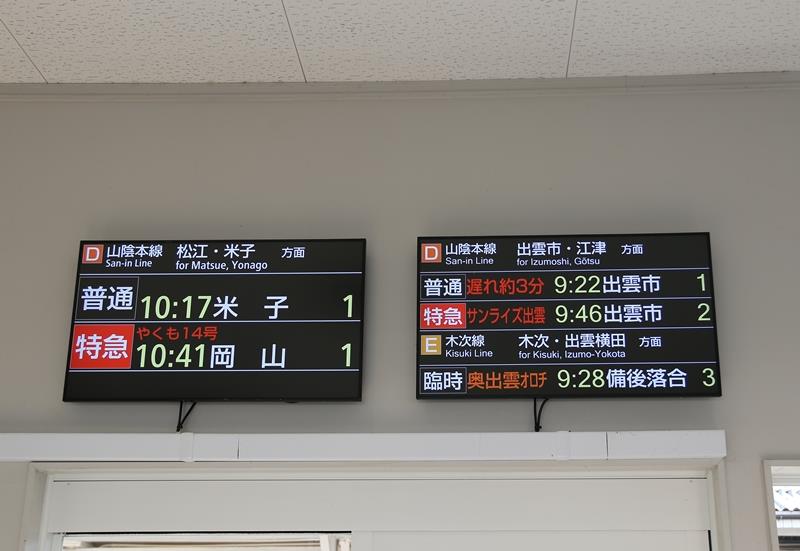 D 山陰本線 松江・米子 方面
San-in Line for Matsue, Yonago
普通 10:17 米子 1
特急 やくも14号
10:41 岡山 1
D 山陰本線 出雲市・江津 方面
San-in Line for Izumoshi, Gōtsu
普通 遅れ約3分 9:22 出雲市 1
特急 サンライズ出雲 9:46 出雲市 2
E 木次線 木次・出雲横田 方面
Kisuki Line for Kisuki, Izumo-Yokota
臨時 奥出雲オロチ 9:28 備後落合 3